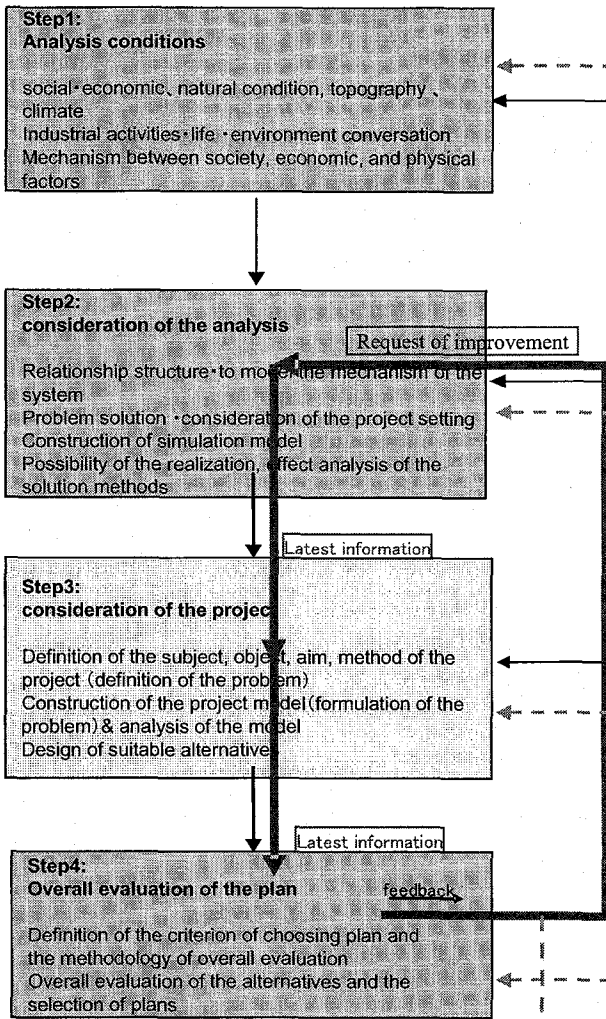 Step1:
Analysis conditions
social・economic、natural condition, topography 、
climate
Industrial activities・life ・environment conversation
Mechanism between society, economic, and physical
factors
Step2:
consideration of the analysis
Request of improvement
Relationship structure・to model the mechanism of the
system
Problem solution ・consideration of the project setting
Construction of simulation model
Possibility of the realization, effect analysis of the
solution methods
Latest information
Step3:
consideration of the project
Definition of the subject, object, aim, method of the
project (definition of the problem)
Construction of the project model(formulation of the
problem)& analysis of the model
Design of suitable alternatives
Latest information
Step4:
Overall evaluation of the plan
feedback
Definition of the criterion of choosing plan and
the methodology of overall evaluation
Overall evaluation of the alternatives and the
selection of plans